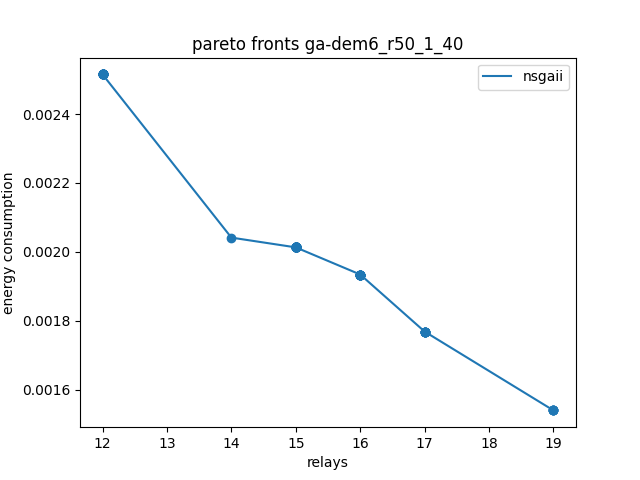 pareto fronts ga-dem6_r50_1_40
nsgaii
0.0024
0.0022
0.0020
0.0018
0.0016
energy consumption
12 13 14 15 16 17 18 19
relays